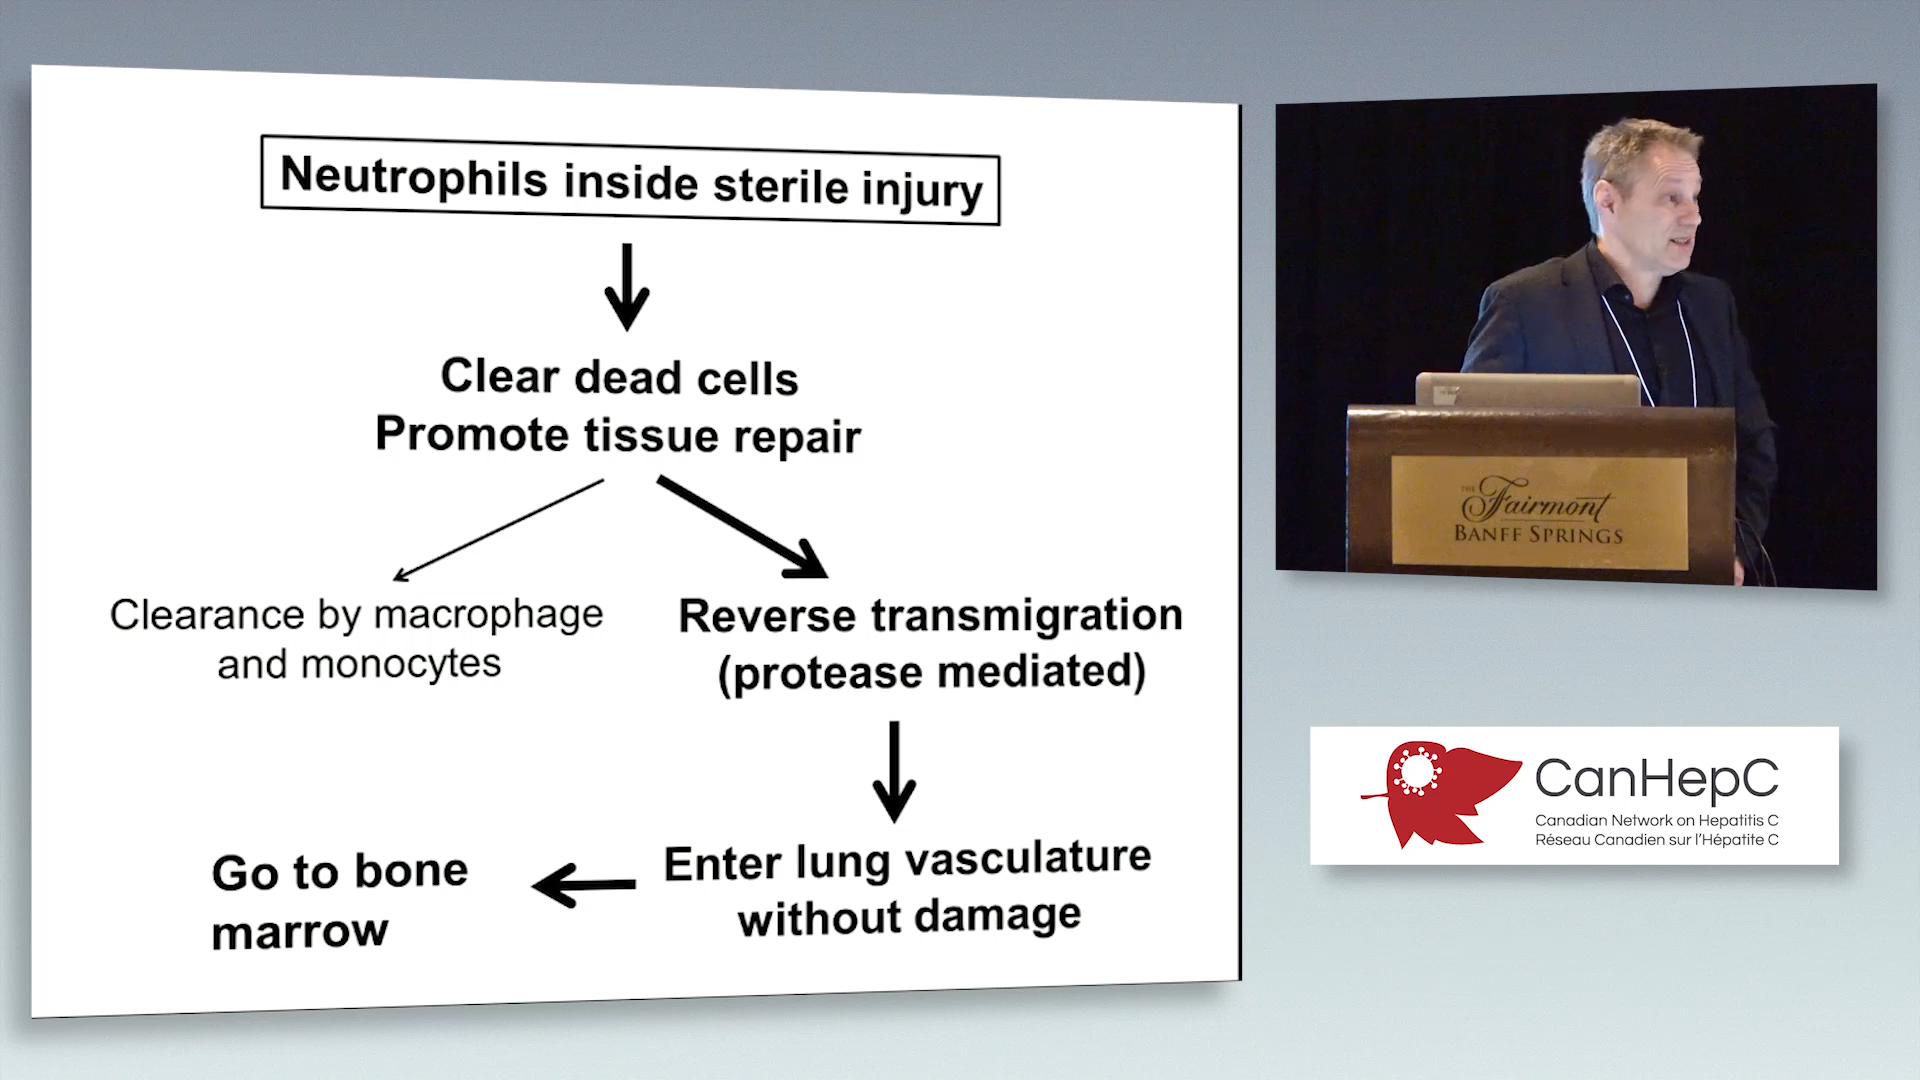 Neutrophils inside sterile injury
Clear dead cells
Promote tissue repair
Clearance by macrophage
and monocytes
Reverse transmigration
(protease mediated)
Enter lung vasculature
without damage
Go to bone
marrow
THE
Fairmont
BANFF SPRINGS
CanHepC
Canadian Network on Hepatitis C
Réseau Canadien sur l'Hépatite C